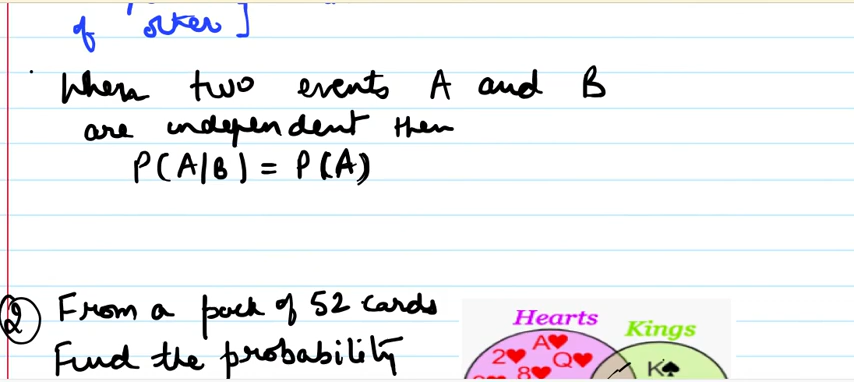 of other]
When two events A and B
are independent then
P(A|B) = P(A)
Q From a pack of 52 cards
Find the probability
Hearts
Kings
A♥
2♥
Q♥
K♠
8♥